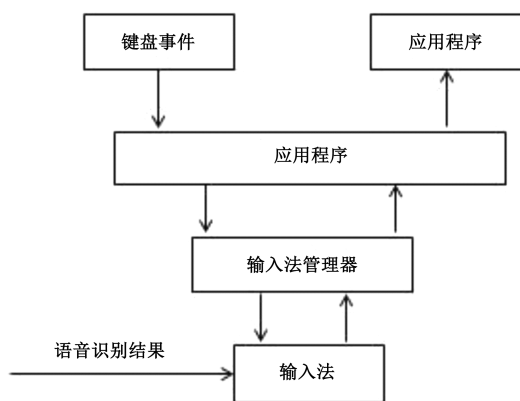 键盘事件
应用程序
应用程序
输入法管理器
语音识别结果
输入法